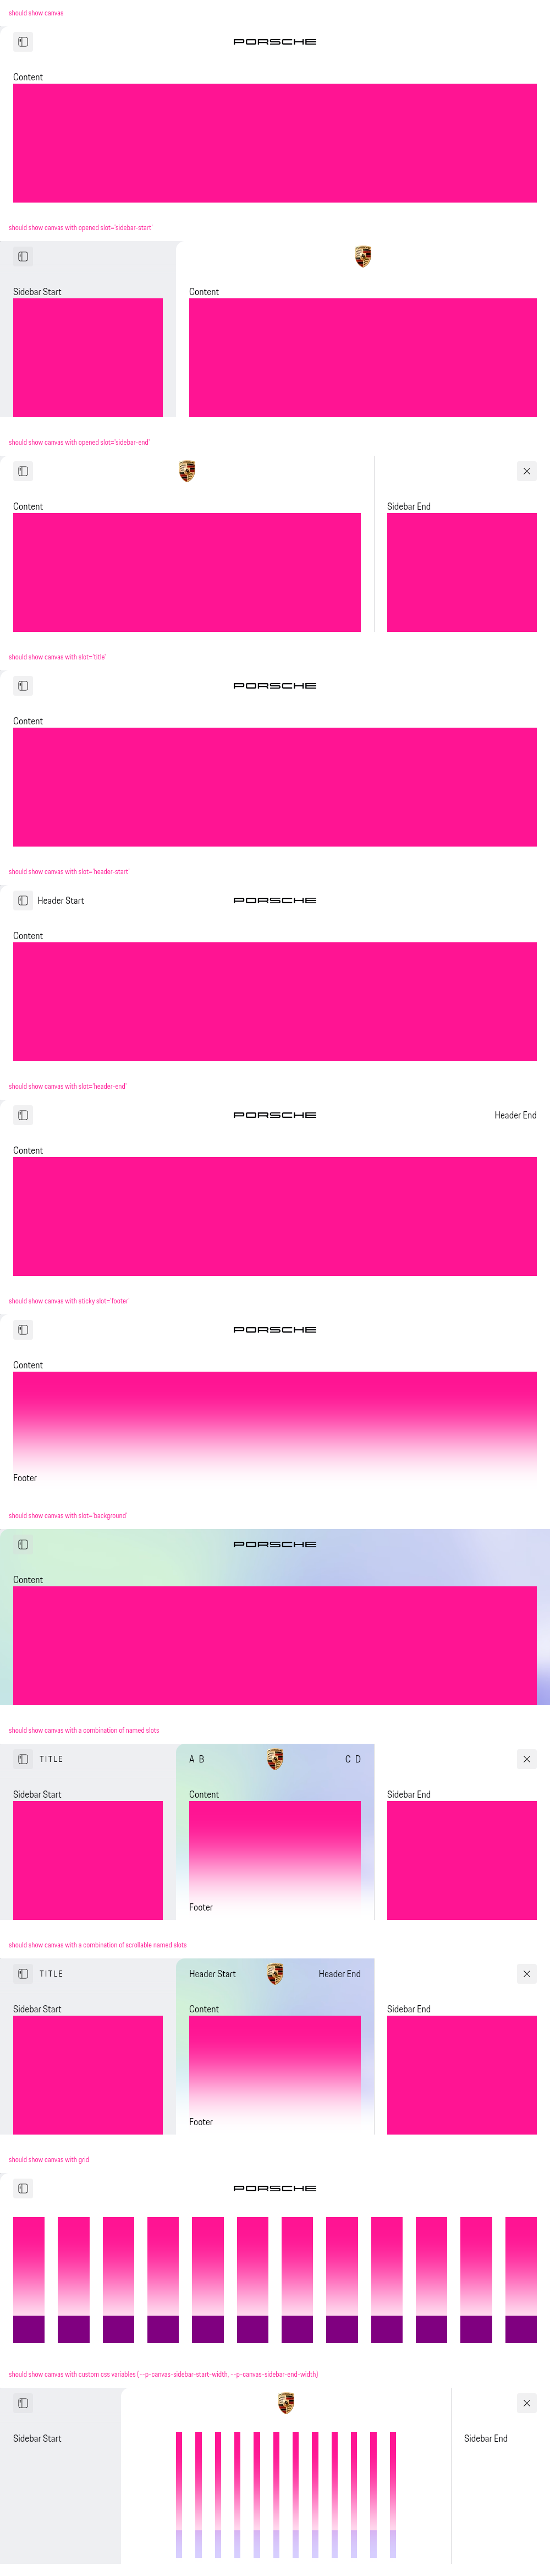 should show canvas
PORSCHE
Content
should show canvas with opened slot='sidebar-start'
Sidebar Start
Content
should show canvas with opened slot='sidebar-end'
Content
Sidebar End
should show canvas with slot='title'
PORSCHE
Content
should show canvas with slot='header-start'
Header Start
PORSCHE
Content
should show canvas with slot='header-end'
PORSCHE
Header End
Content
should show canvas with sticky slot='footer'
PORSCHE
Content
Footer
should show canvas with slot='background'
PORSCHE
Content
should show canvas with a combination of named slots
TITLE
A B
C D
Sidebar Start
Content
Sidebar End
Footer
should show canvas with a combination of scrollable named slots
TITLE
Header Start
Header End
Sidebar Start
Content
Sidebar End
Footer
should show canvas with grid
PORSCHE
should show canvas with custom css variables (--p-canvas-sidebar-start-width, --p-canvas-sidebar-end-width)
Sidebar Start
Sidebar End